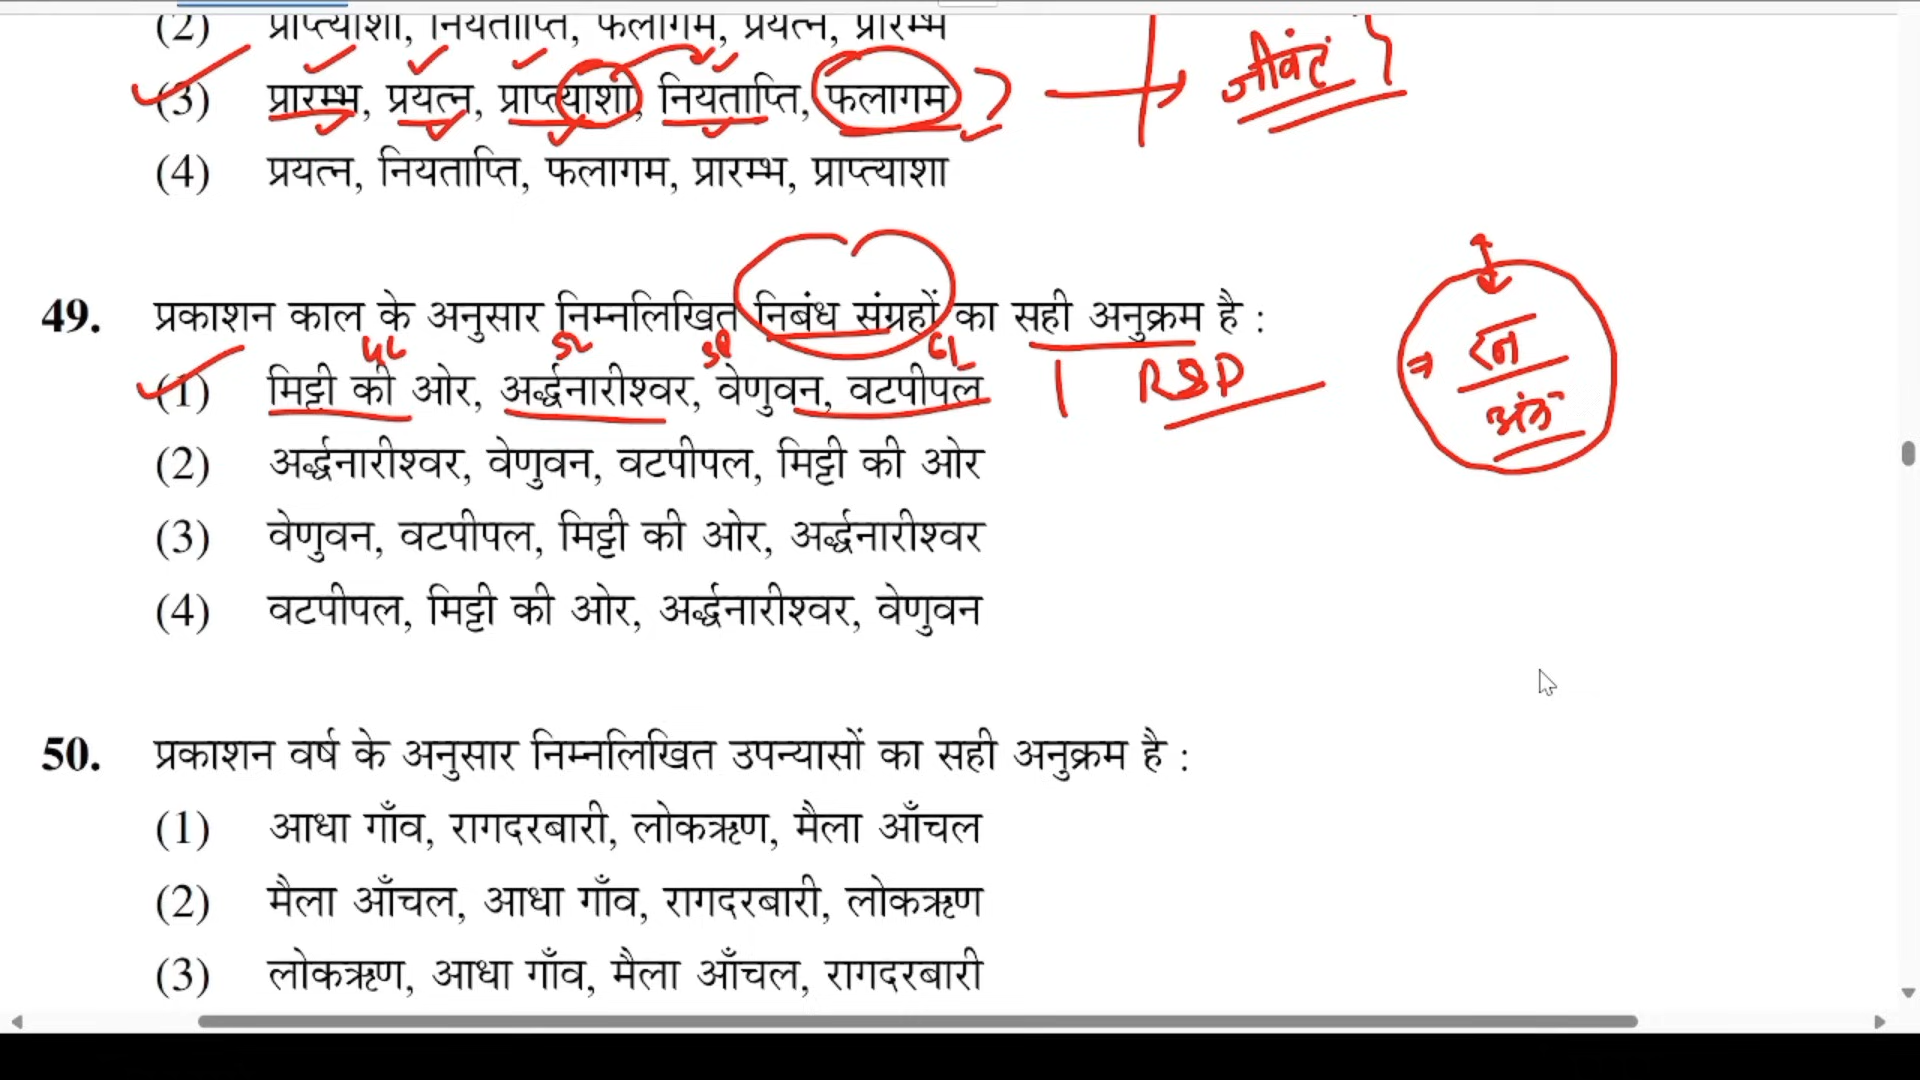 (2) प्राप्त्याशा, नियताप्ति, फलागम, प्रयत्न, प्रारम्भ
(3) प्रारम्भ, प्रयत्न, प्राप्त्याशा, नियताप्ति, फलागम
(4) प्रयत्न, नियताप्ति, फलागम, प्रारम्भ, प्राप्त्याशा
49. प्रकाशन काल के अनुसार निम्नलिखित निबंध संग्रहों का सही अनुक्रम है :
(1) मिट्टी की ओर, अर्द्धनारीश्वर, वेणुवन, वटपीपल
(2) अर्द्धनारीश्वर, वेणुवन, वटपीपल, मिट्टी की ओर
(3) वेणुवन, वटपीपल, मिट्टी की ओर, अर्द्धनारीश्वर
(4) वटपीपल, मिट्टी की ओर, अर्द्धनारीश्वर, वेणुवन
50. प्रकाशन वर्ष के अनुसार निम्नलिखित उपन्यासों का सही अनुक्रम है :
(1) आधा गाँव, रागदरबारी, लोकऋण, मैला आँचल
(2) मैला आँचल, आधा गाँव, रागदरबारी, लोकऋण
(3) लोकऋण, आधा गाँव, मैला आँचल, रागदरबारी